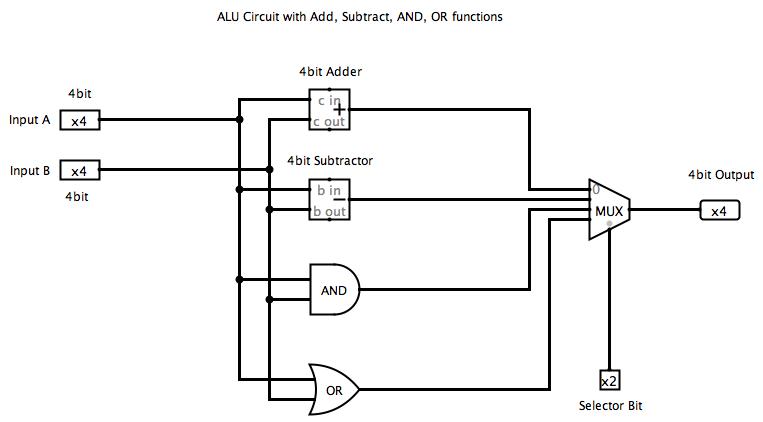 ALU Circuit with Add, Subtract, AND, OR functions
4bit Adder
4bit
c in
+
Input A
x4
c out
4bit Subtractor
Input B
x4
4bit Output
4bit
b in
0
−
b out
MUX
x4
AND
x2
OR
Selector Bit